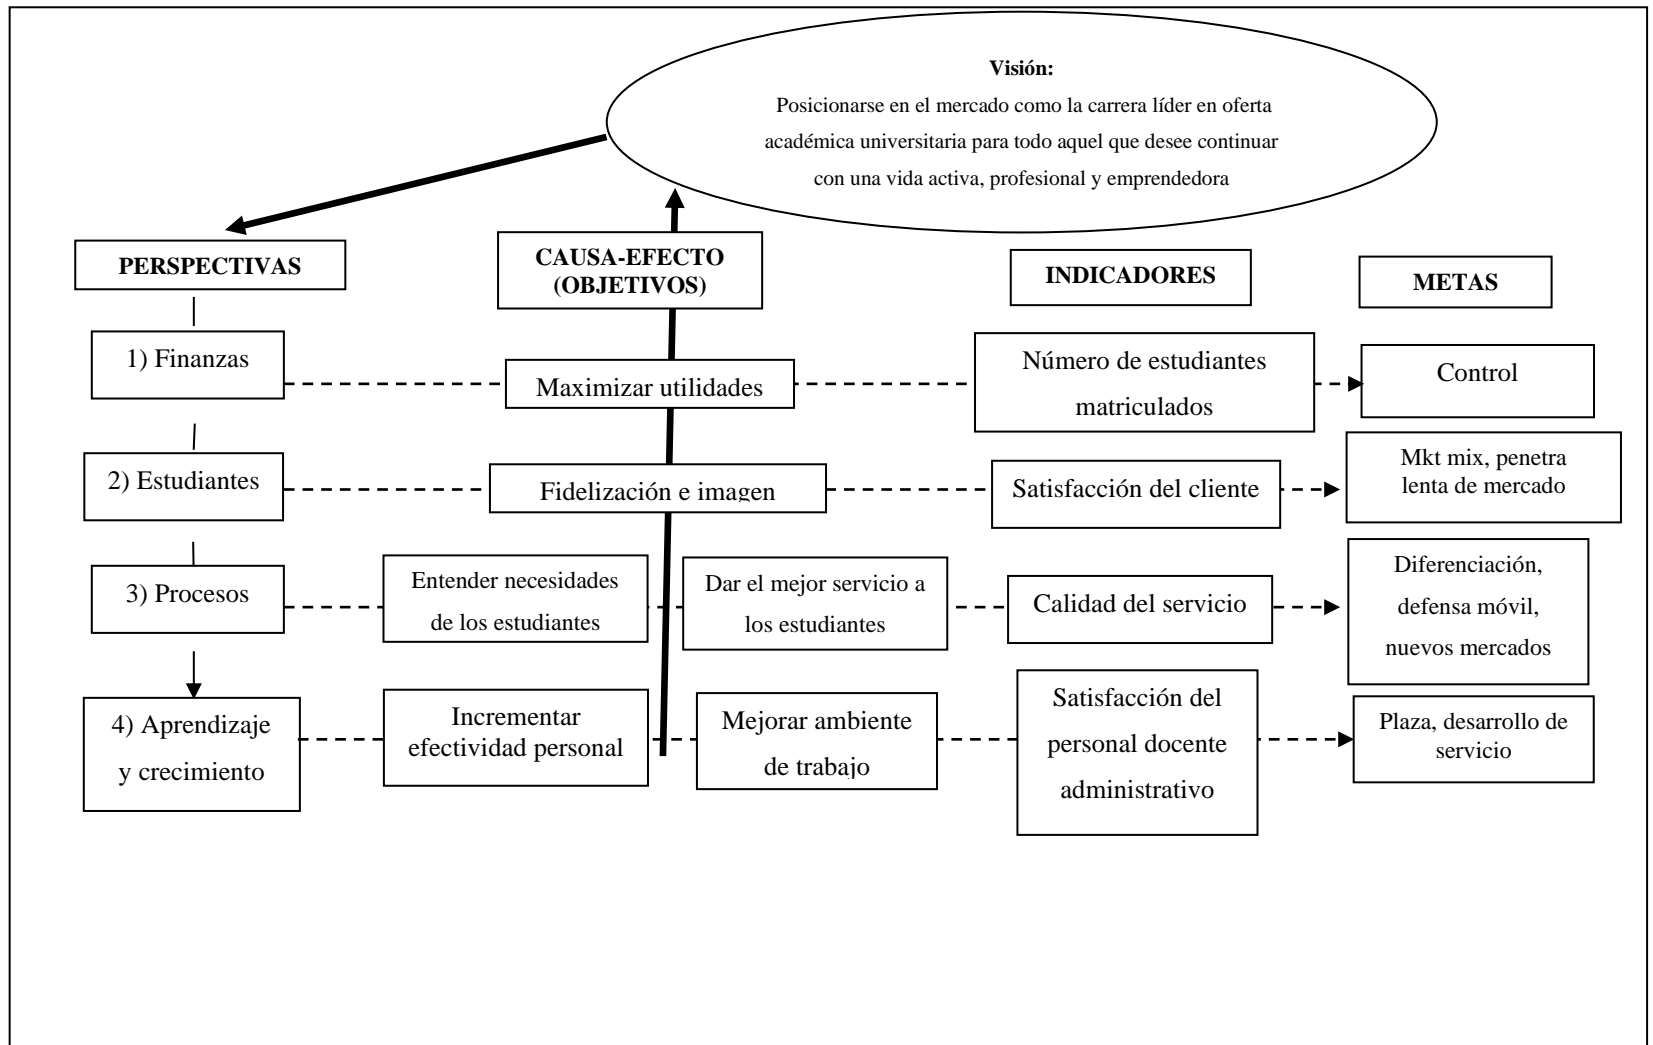 Visión:
Posicionarse en el mercado como la carrera líder en oferta
académica universitaria para todo aquel que desee continuar
con una vida activa, profesional y emprendedora
PERSPECTIVAS
CAUSA-EFECTO
(OBJETIVOS)
INDICADORES
METAS
1) Finanzas
Maximizar utilidades
Número de estudiantes
matriculados
Control
2) Estudiantes
Fidelización e imagen
Satisfacción del cliente
Mkt mix, penetra
lenta de mercado
3) Procesos
Entender necesidades
de los estudiantes
Dar el mejor servicio a
los estudiantes
Calidad del servicio
Diferenciación,
defensa móvil,
nuevos mercados
4) Aprendizaje
y crecimiento
Incrementar
efectividad personal
Mejorar ambiente
de trabajo
Satisfacción del
personal docente
administrativo
Plaza, desarrollo de
servicio